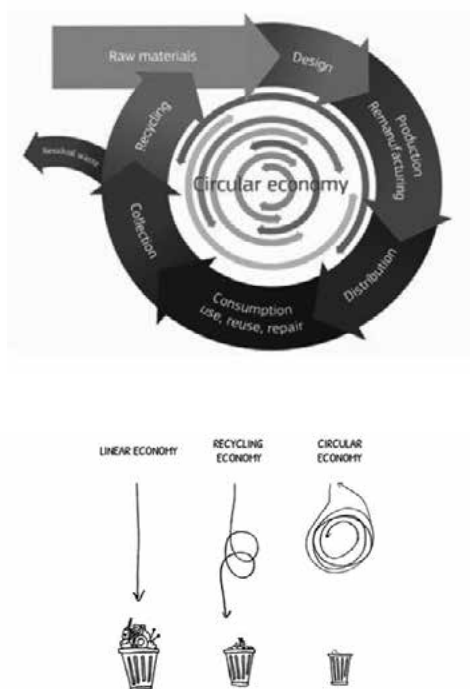 Raw materials
Design
Production
Remanufacturing
Distribution
Consumption
use, reuse, repair
Collection
Recycling
Residual waste
Circular economy
LINEAR ECONOMY
RECYCLING
ECONOMY
CIRCULAR
ECONOMY